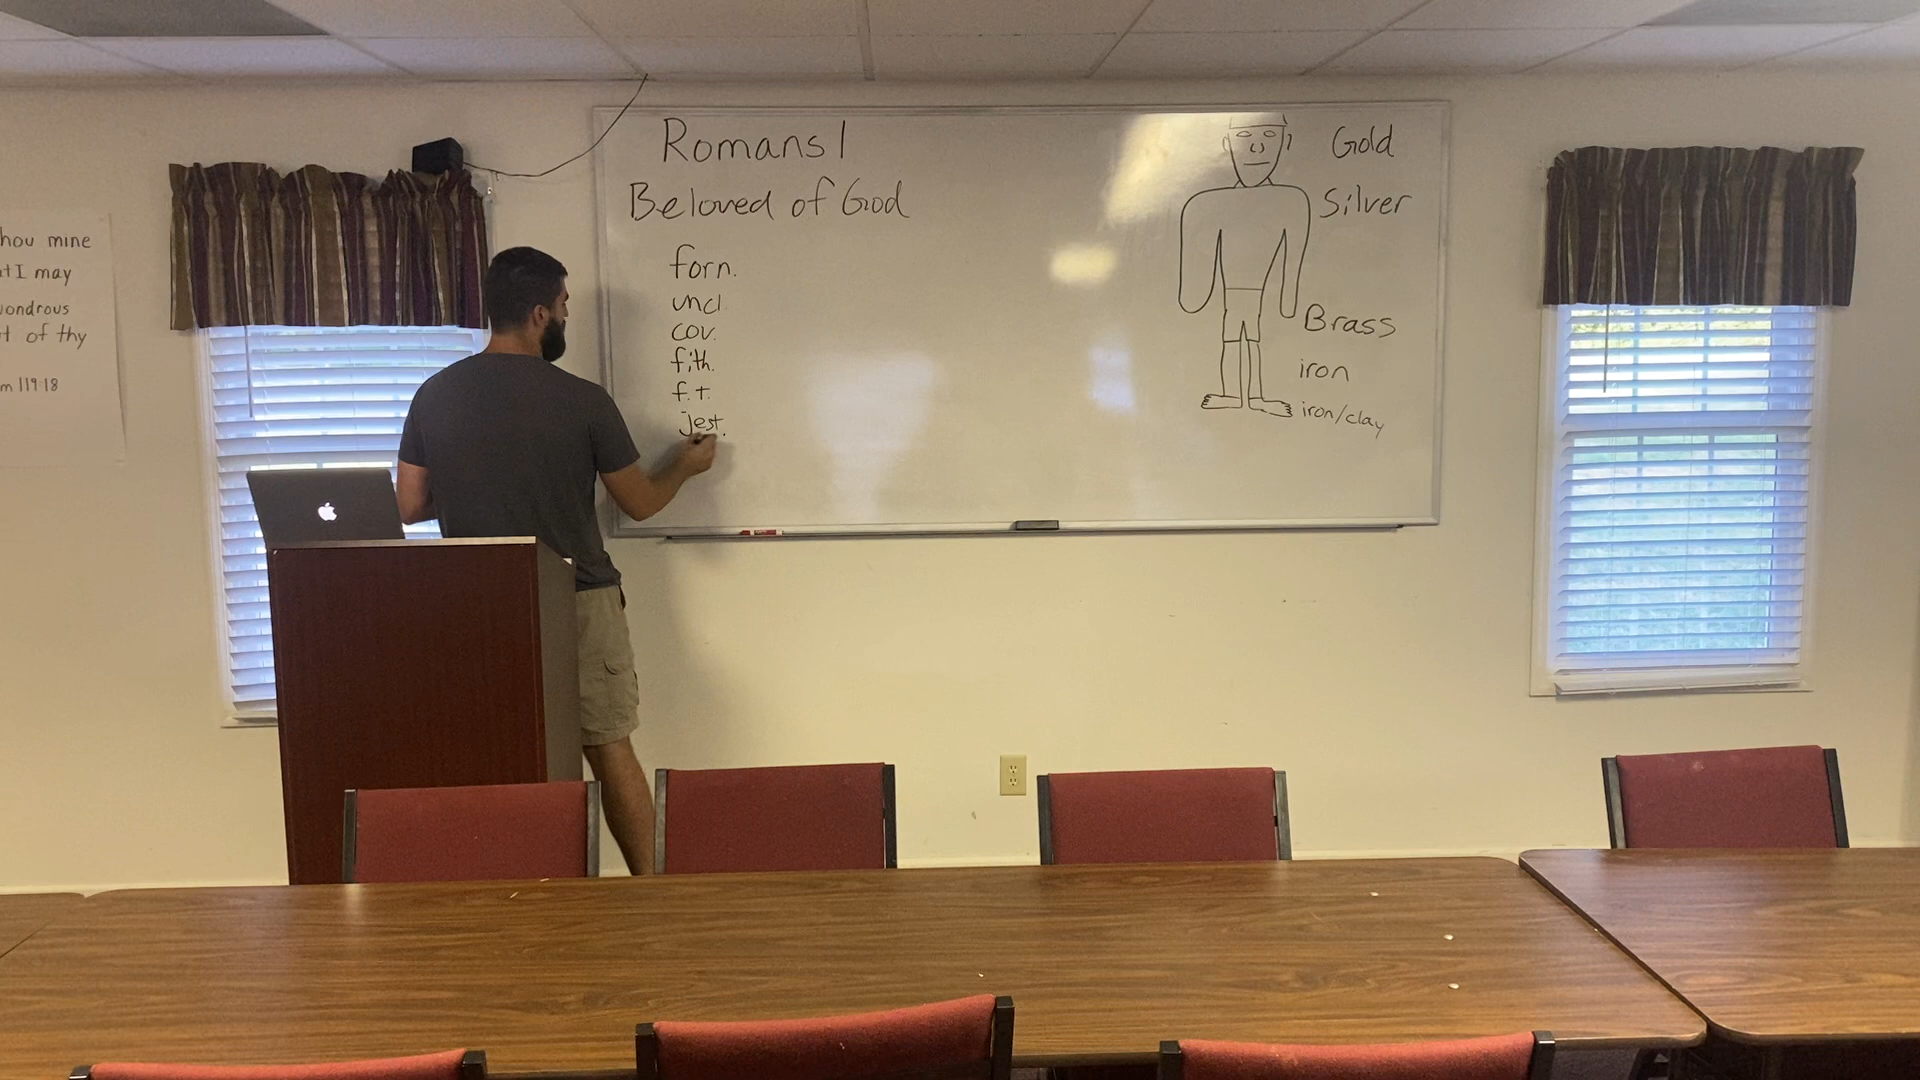 hou mine
t I may
ondrous
t of thy
m 119:18
Romans 1
Beloved of God
forn.
uncl.
cov.
fith.
f.t.
jest.
Gold
Silver
Brass
iron
iron/clay